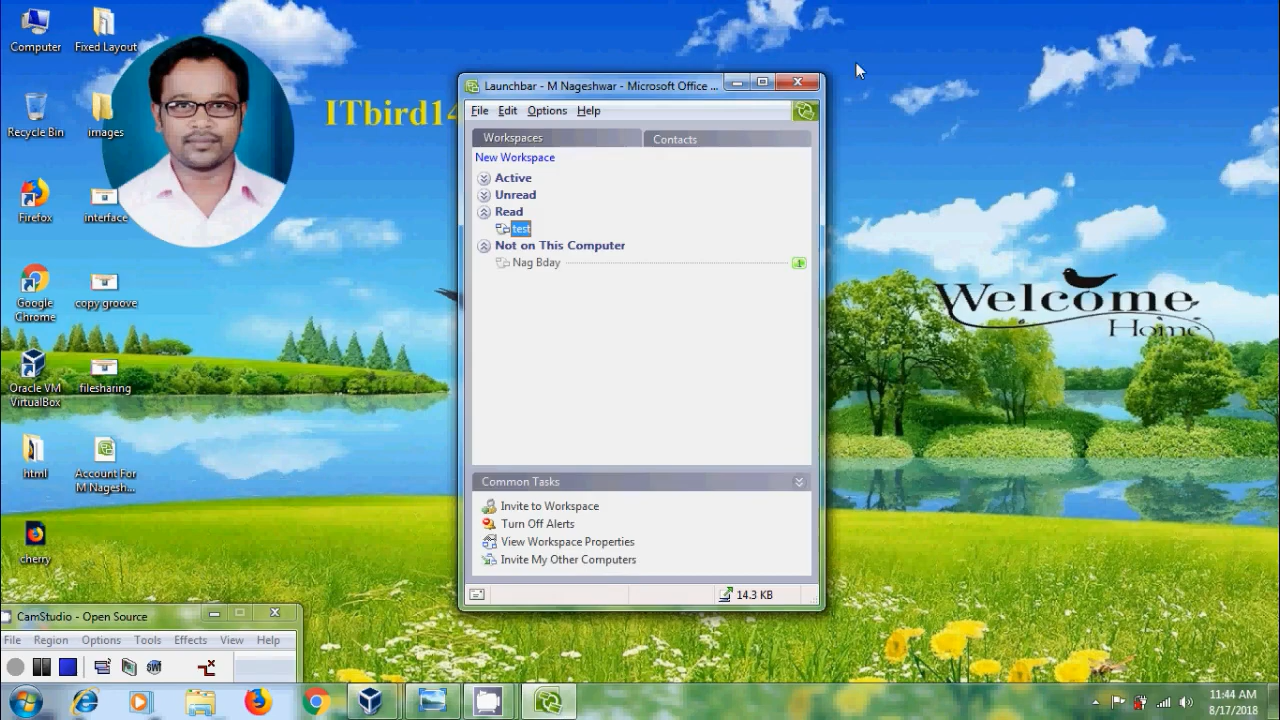 Computer
Fixed Layout
Recycle Bin
images
Firefox
interface
Google
Chrome
copy groove
Oracle VM
VirtualBox
filesharing
html
Account For
M Nagesh...
cherry
ITbird14
Welcome
Home
Launchbar - M Nageshwar - Microsoft Office ...
File Edit Options Help
Workspaces Contacts
New Workspace
Active
Unread
Read
test
Not on This Computer
Nag Bday
Common Tasks
Invite to Workspace
Turn Off Alerts
View Workspace Properties
Invite My Other Computers
14.3 KB
CamStudio - Open Source
File Region Options Tools Effects View Help
SWF
11:44 AM
8/17/2018